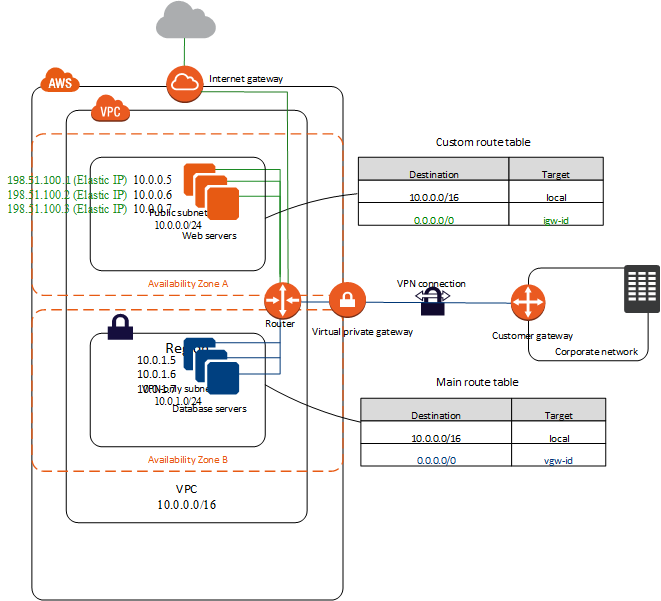 AWS
Internet gateway
VPC
Custom route table
Destination Target
10.0.0.0/16 local
0.0.0.0/0 igw-id
198.51.100.1 (Elastic IP) 10.0.0.5
198.51.100.2 (Elastic IP) 10.0.0.6
198.51.100.3 (Elastic IP) 10.0.0.7
Public subnet
10.0.0.0/24
Web servers
Availability Zone A
VPN connection
Router
Virtual private gateway
Customer gateway
Corporate network
Region
10.0.1.5
10.0.1.6
10.0.1.7
VPN-only subnet
10.0.1.0/24
Database servers
Main route table
Destination Target
10.0.0.0/16 local
0.0.0.0/0 vgw-id
Availability Zone B
VPC
10.0.0.0/16